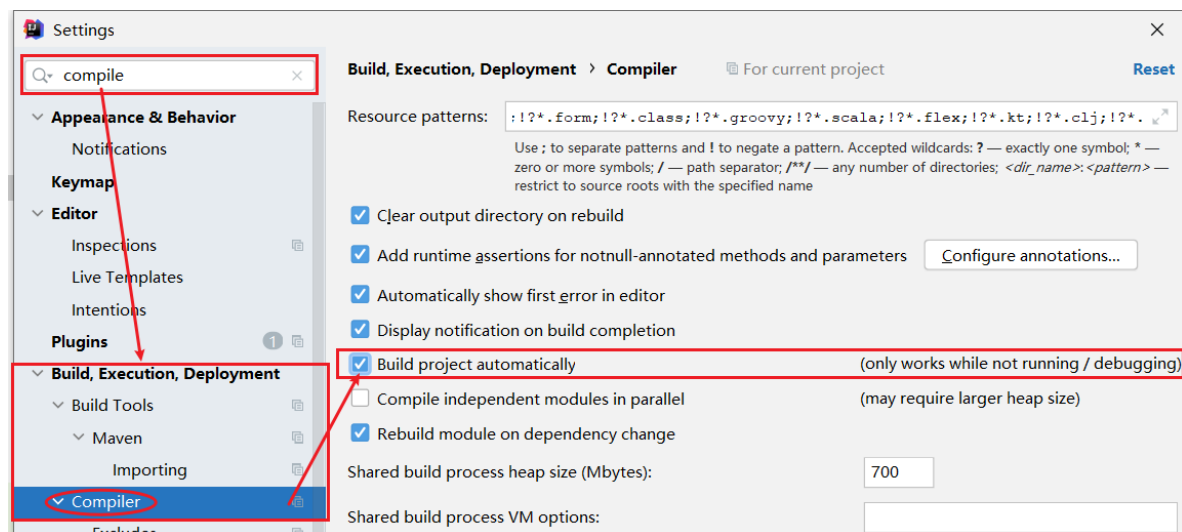 Settings
compile
Appearance & Behavior
Notifications
Keymap
Editor
Inspections
Live Templates
Intentions
Plugins 1
Build, Execution, Deployment
Build Tools
Maven
Importing
Compiler
Excludes
Build, Execution, Deployment › Compiler For current project Reset
Resource patterns: :!?*.form;!?*.class;!?*.groovy;!?*.scala;!?*.flex;!?*.kt;!?*.clj;!?*.
Use ; to separate patterns and ! to negate a pattern. Accepted wildcards: ? — exactly one symbol; * —
zero or more symbols; / — path separator; /**/ — any number of directories; <dir_name>:<pattern> —
restrict to source roots with the specified name
Clear output directory on rebuild
Add runtime assertions for notnull-annotated methods and parameters Configure annotations...
Automatically show first error in editor
Display notification on build completion
Build project automatically (only works while not running / debugging)
Compile independent modules in parallel (may require larger heap size)
Rebuild module on dependency change
Shared build process heap size (Mbytes): 700
Shared build process VM options: